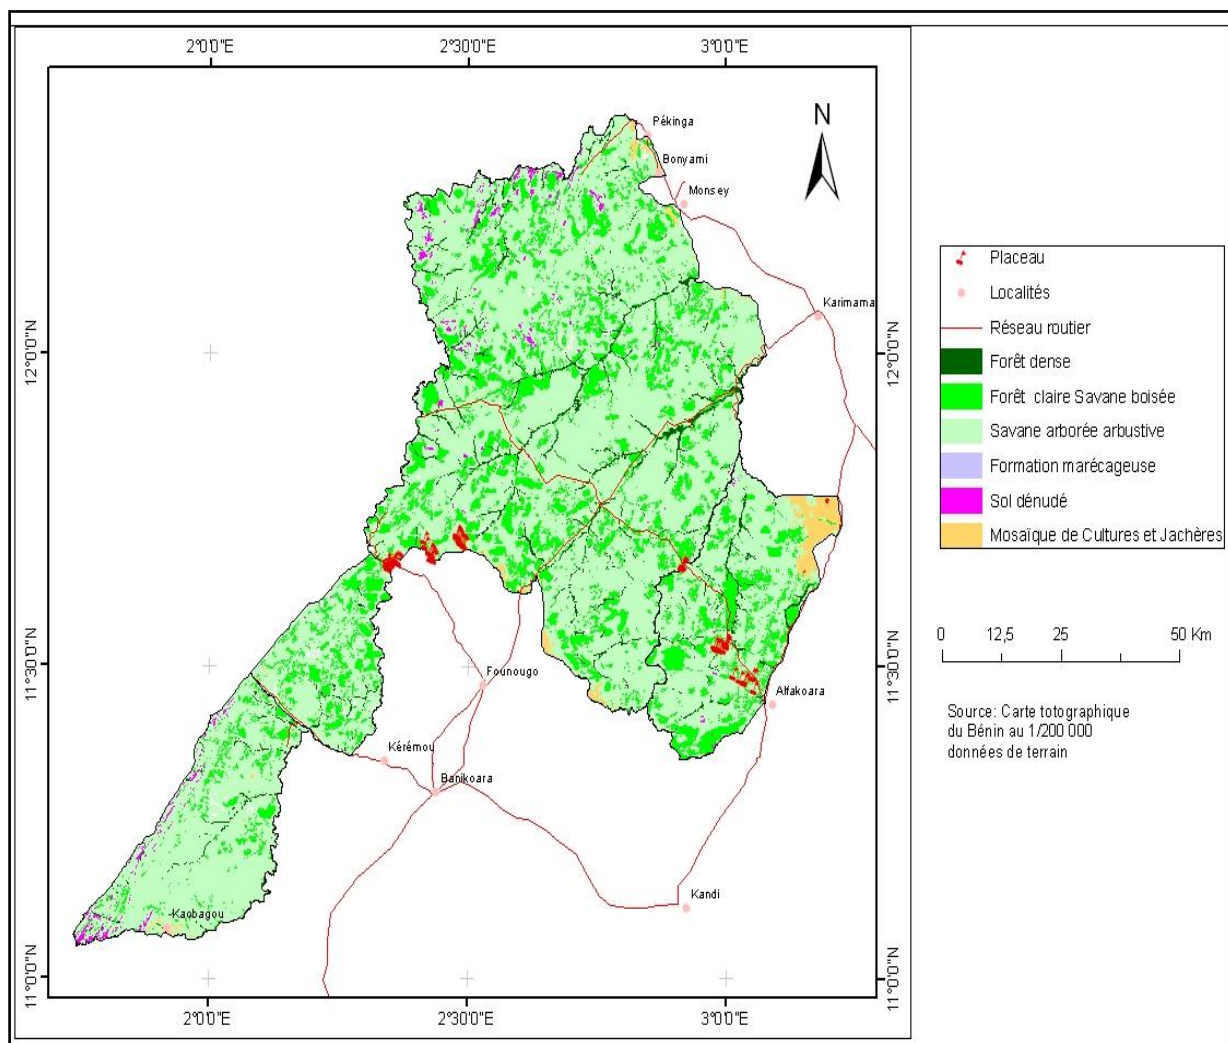 2°0'0"E
2°30'0"E
3°0'0"E
N
Pékinga
Bonyami
Monsey
Karimama
12°0'0"N
12°0'0"N
11°30'0"N
11°30'0"N
Founougo
Alfakoara
Kérémou
Banikoara
Kandi
Kaobagou
11°0'0"N
11°0'0"N
2°0'0"E
2°30'0"E
3°0'0"E
Placeau
Localités
Réseau routier
Forêt dense
Forêt claire Savane boisée
Savane arborée arbustive
Formation marécageuse
Sol dénudé
Mosaïque de Cultures et Jachères
0 12,5 25 50 Km
Source: Carte totographique
du Bénin au 1/200 000
données de terrain